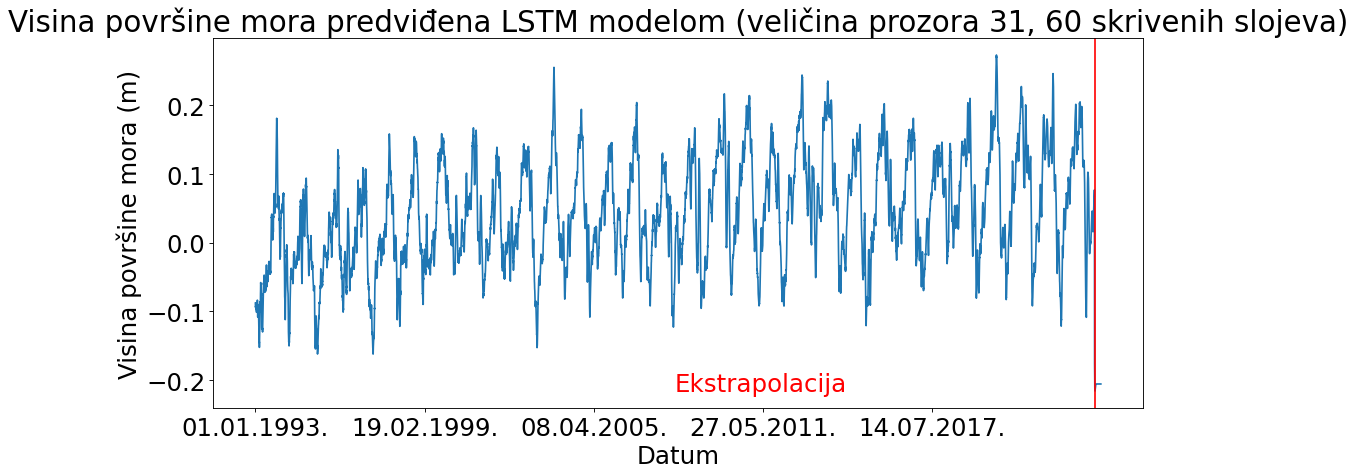 Visina površine mora predviđena LSTM modelom (veličina prozora 31, 60 skrivenih slojeva)
Visina površine mora (m)
0.2
0.1
0.0
−0.1
−0.2
Ekstrapolacija
01.01.1993. 19.02.1999. 08.04.2005. 27.05.2011. 14.07.2017.
Datum